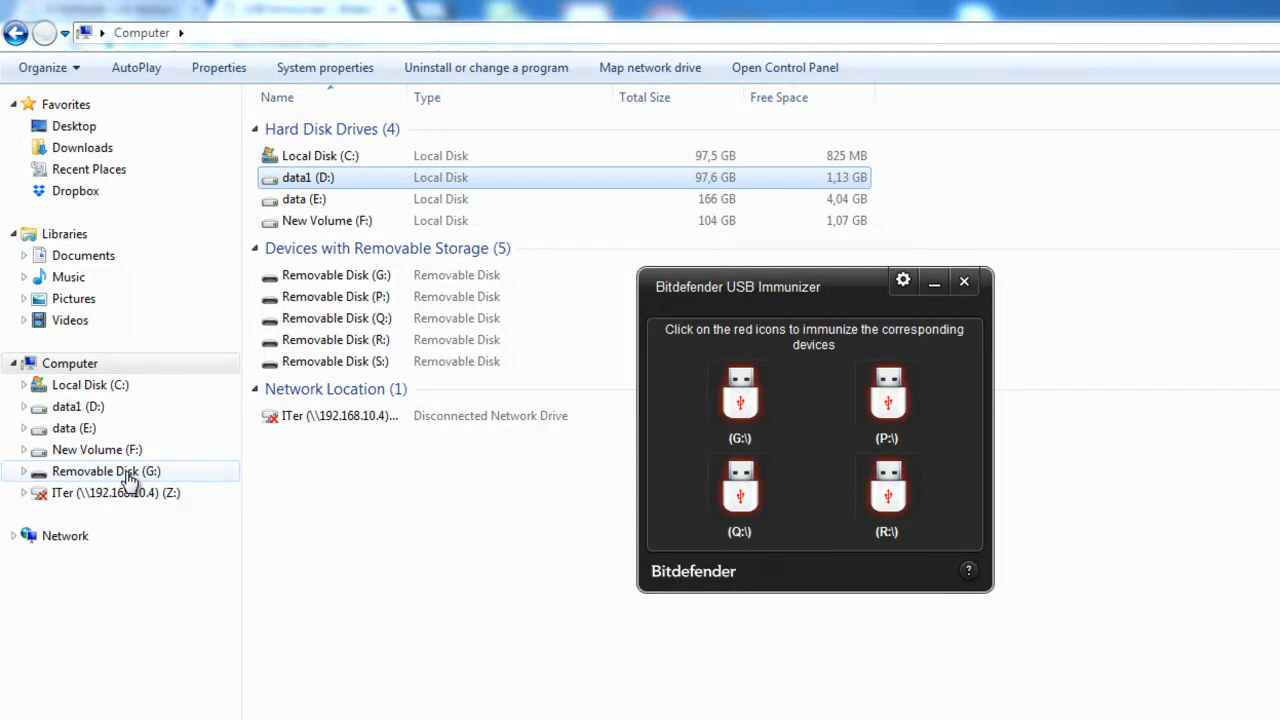 Computer
Organize AutoPlay Properties System properties Uninstall or change a program Map network drive Open Control Panel
Name Type Total Size Free Space
Favorites
Desktop
Downloads
Recent Places
Dropbox
Libraries
Documents
Music
Pictures
Videos
Computer
Local Disk (C:)
data1 (D:)
data (E:)
New Volume (F:)
Removable Disk (G:)
ITer (\\192.168.10.4) (Z:)
Network
Hard Disk Drives (4)
Local Disk (C:) Local Disk 97,5 GB 825 MB
data1 (D:) Local Disk 97,6 GB 1,13 GB
data (E:) Local Disk 166 GB 4,04 GB
New Volume (F:) Local Disk 104 GB 1,07 GB
Devices with Removable Storage (5)
Removable Disk (G:) Removable Disk
Removable Disk (P:) Removable Disk
Removable Disk (Q:) Removable Disk
Removable Disk (R:) Removable Disk
Removable Disk (S:) Removable Disk
Network Location (1)
ITer (\\192.168.10.4)... Disconnected Network Drive
Bitdefender USB Immunizer
Click on the red icons to immunize the corresponding
devices
(G:\) (P:\)
(Q:\) (R:\)
Bitdefender ?